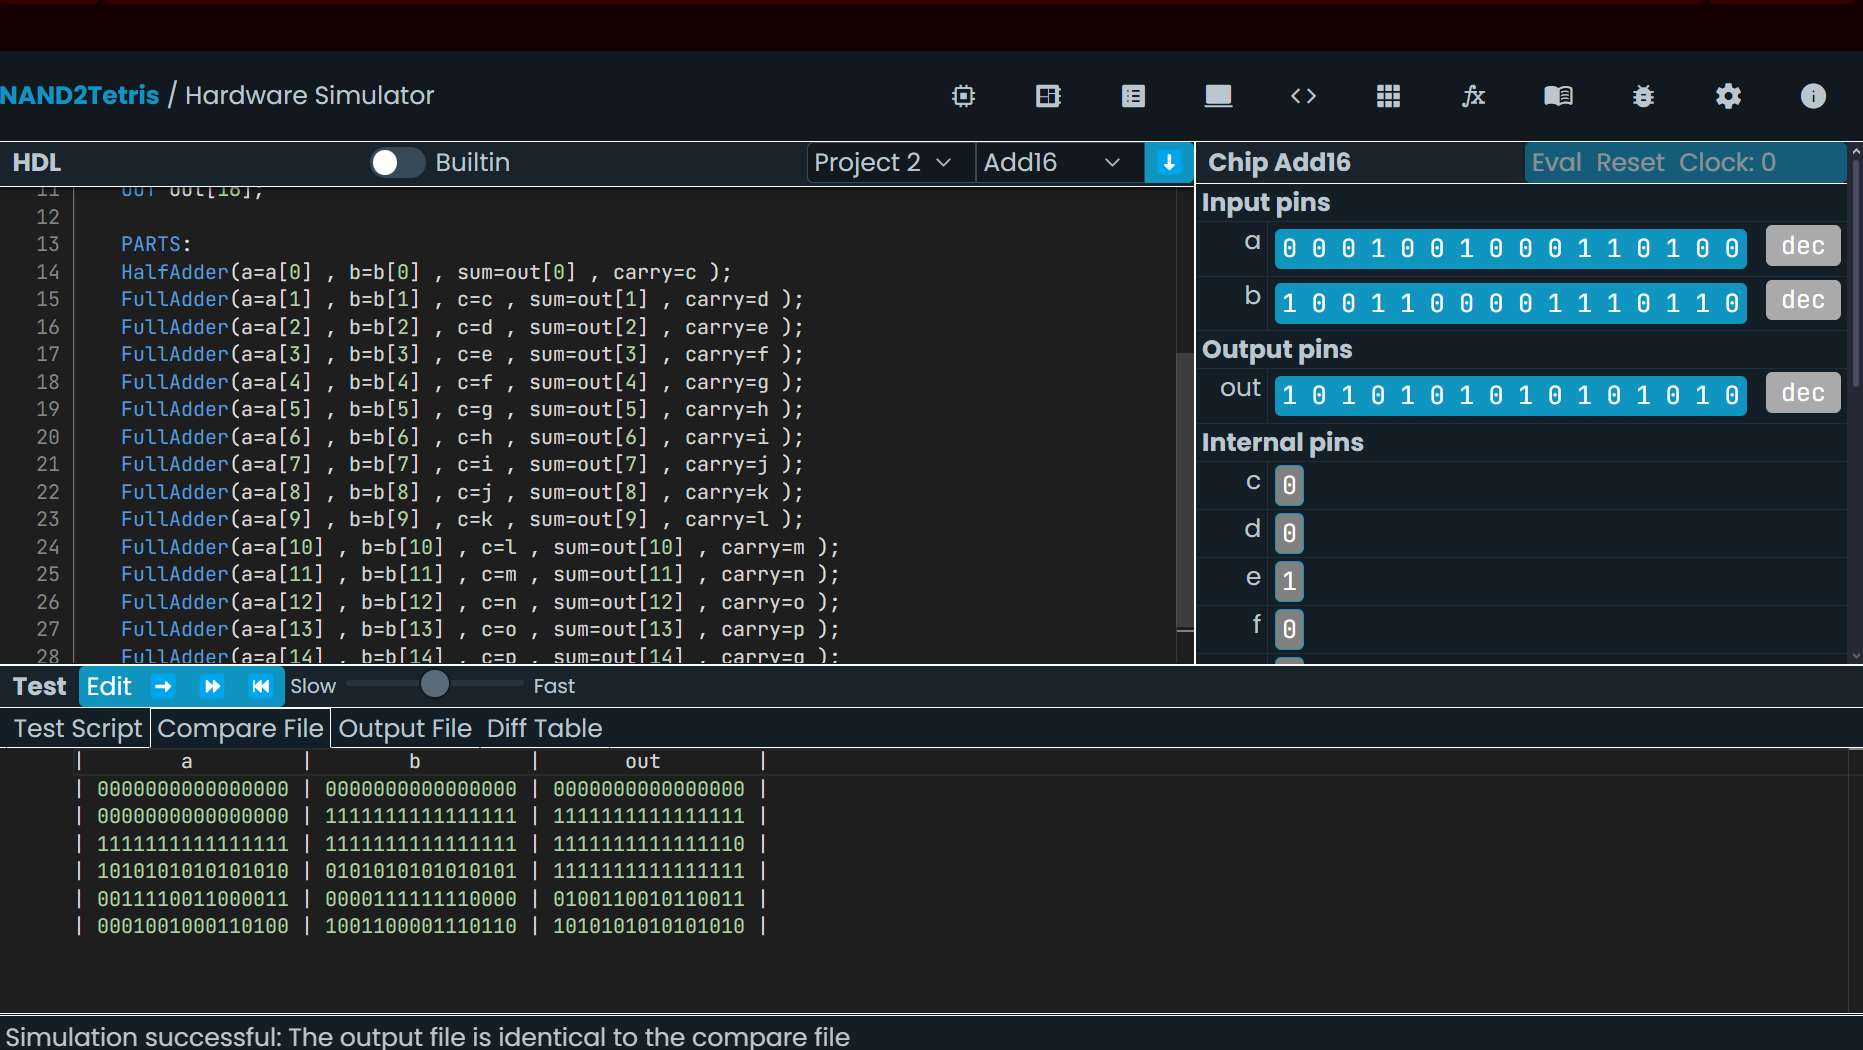 NAND2Tetris / Hardware Simulator
HDL Builtin Project 2 Add16
11 OUT out[16];
12
13 PARTS:
14 HalfAdder(a=a[0] , b=b[0] , sum=out[0] , carry=c );
15 FullAdder(a=a[1] , b=b[1] , c=c , sum=out[1] , carry=d );
16 FullAdder(a=a[2] , b=b[2] , c=d , sum=out[2] , carry=e );
17 FullAdder(a=a[3] , b=b[3] , c=e , sum=out[3] , carry=f );
18 FullAdder(a=a[4] , b=b[4] , c=f , sum=out[4] , carry=g );
19 FullAdder(a=a[5] , b=b[5] , c=g , sum=out[5] , carry=h );
20 FullAdder(a=a[6] , b=b[6] , c=h , sum=out[6] , carry=i );
21 FullAdder(a=a[7] , b=b[7] , c=i , sum=out[7] , carry=j );
22 FullAdder(a=a[8] , b=b[8] , c=j , sum=out[8] , carry=k );
23 FullAdder(a=a[9] , b=b[9] , c=k , sum=out[9] , carry=l );
24 FullAdder(a=a[10] , b=b[10] , c=l , sum=out[10] , carry=m );
25 FullAdder(a=a[11] , b=b[11] , c=m , sum=out[11] , carry=n );
26 FullAdder(a=a[12] , b=b[12] , c=n , sum=out[12] , carry=o );
27 FullAdder(a=a[13] , b=b[13] , c=o , sum=out[13] , carry=p );
28 FullAdder(a=a[14] , b=b[14] , c=p , sum=out[14] , carry=q );
Chip Add16 Eval Reset Clock: 0
Input pins
a 0 0 0 1 0 0 1 0 0 0 1 1 0 1 0 0 dec
b 1 0 0 1 1 0 0 0 0 1 1 1 0 1 1 0 dec
Output pins
out 1 0 1 0 1 0 1 0 1 0 1 0 1 0 1 0 dec
Internal pins
c 0
d 0
e 1
f 0
Test Edit Slow Fast
Test Script Compare File Output File Diff Table
| a | b | out |
| 0000000000000000 | 0000000000000000 | 0000000000000000 |
| 0000000000000000 | 1111111111111111 | 1111111111111111 |
| 1111111111111111 | 1111111111111111 | 1111111111111110 |
| 1010101010101010 | 0101010101010101 | 1111111111111111 |
| 0011110011000011 | 0000111111110000 | 0100110010110011 |
| 0001001000110100 | 1001100001110110 | 1010101010101010 |
Simulation successful: The output file is identical to the compare file